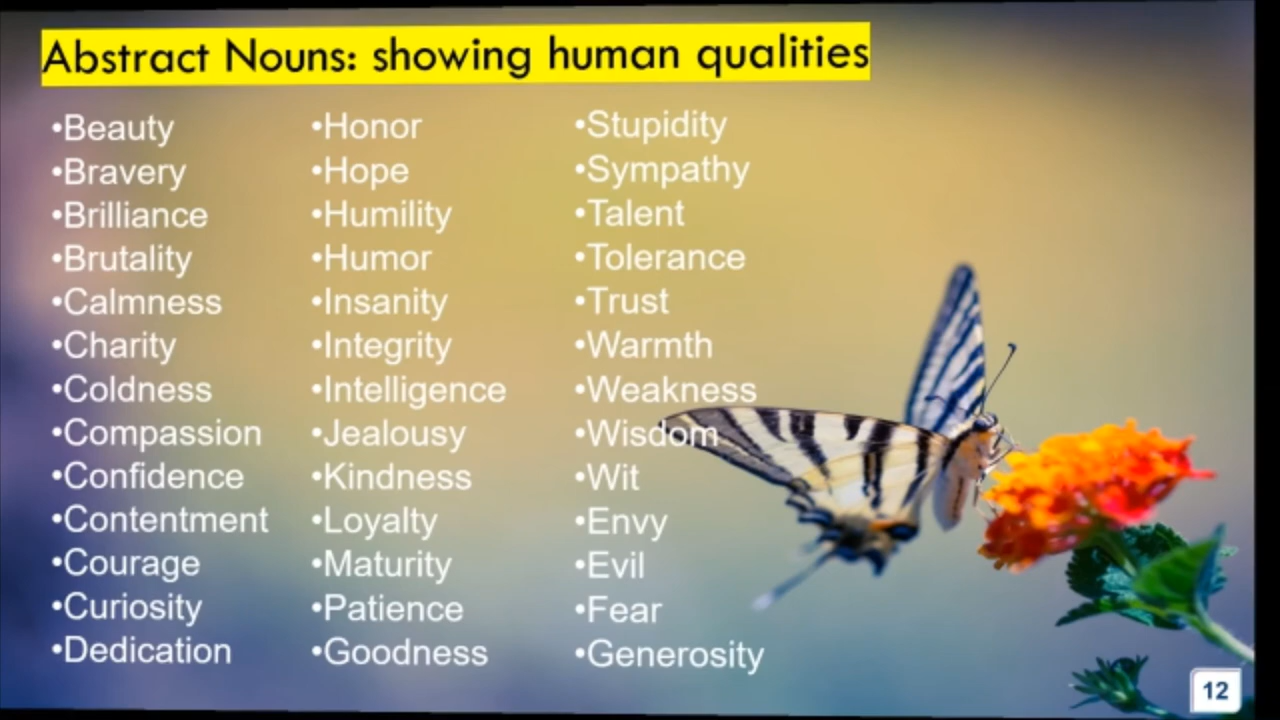 Abstract Nouns: showing human qualities
•Beauty
•Bravery
•Brilliance
•Brutality
•Calmness
•Charity
•Coldness
•Compassion
•Confidence
•Contentment
•Courage
•Curiosity
•Dedication
•Honor
•Hope
•Humility
•Humor
•Insanity
•Integrity
•Intelligence
•Jealousy
•Kindness
•Loyalty
•Maturity
•Patience
•Goodness
•Stupidity
•Sympathy
•Talent
•Tolerance
•Trust
•Warmth
•Weakness
•Wisdom
•Wit
•Envy
•Evil
•Fear
•Generosity
12